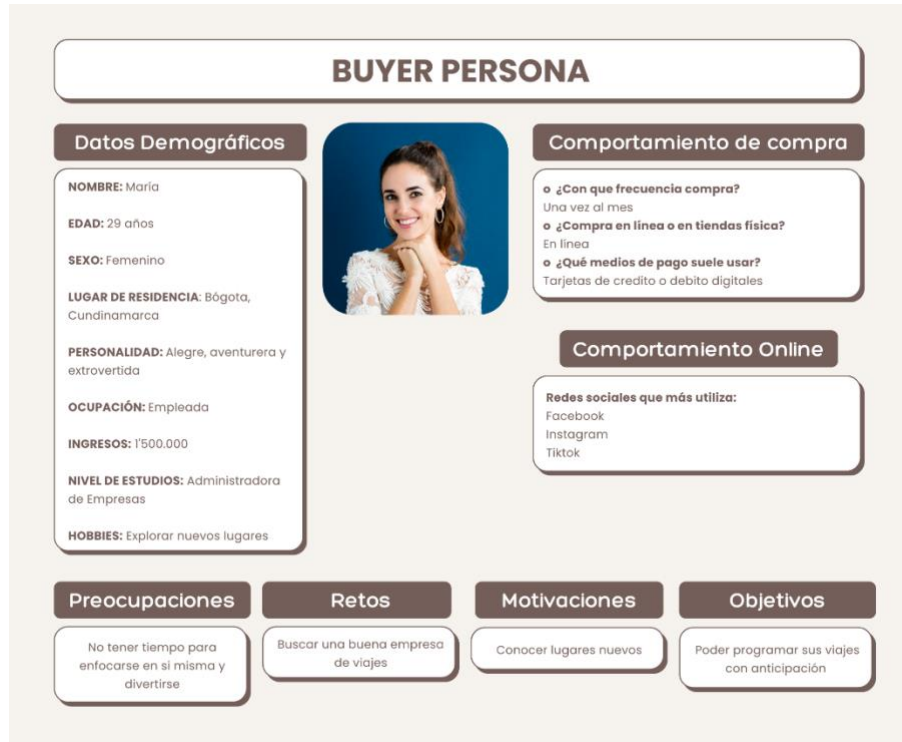 BUYER PERSONA
Datos Demográficos
NOMBRE: María
EDAD: 29 años
SEXO: Femenino
LUGAR DE RESIDENCIA: Bógota,
Cundinamarca
PERSONALIDAD: Alegre, aventurera y
extrovertida
OCUPACIÓN: Empleada
INGRESOS: 1'500.000
NIVEL DE ESTUDIOS: Administradora
de Empresas
HOBBIES: Explorar nuevos lugares
Comportamiento de compra
o ¿Con que frecuencia compra?
Una vez al mes
o ¿Compra en línea o en tiendas física?
En línea
o ¿Qué medios de pago suele usar?
Tarjetas de credito o debito digitales
Comportamiento Online
Redes sociales que más utiliza:
Facebook
Instagram
Tiktok
Preocupaciones
No tener tiempo para
enfocarse en si misma y
divertirse
Retos
Buscar una buena empresa
de viajes
Motivaciones
Conocer lugares nuevos
Objetivos
Poder programar sus viajes
con anticipación